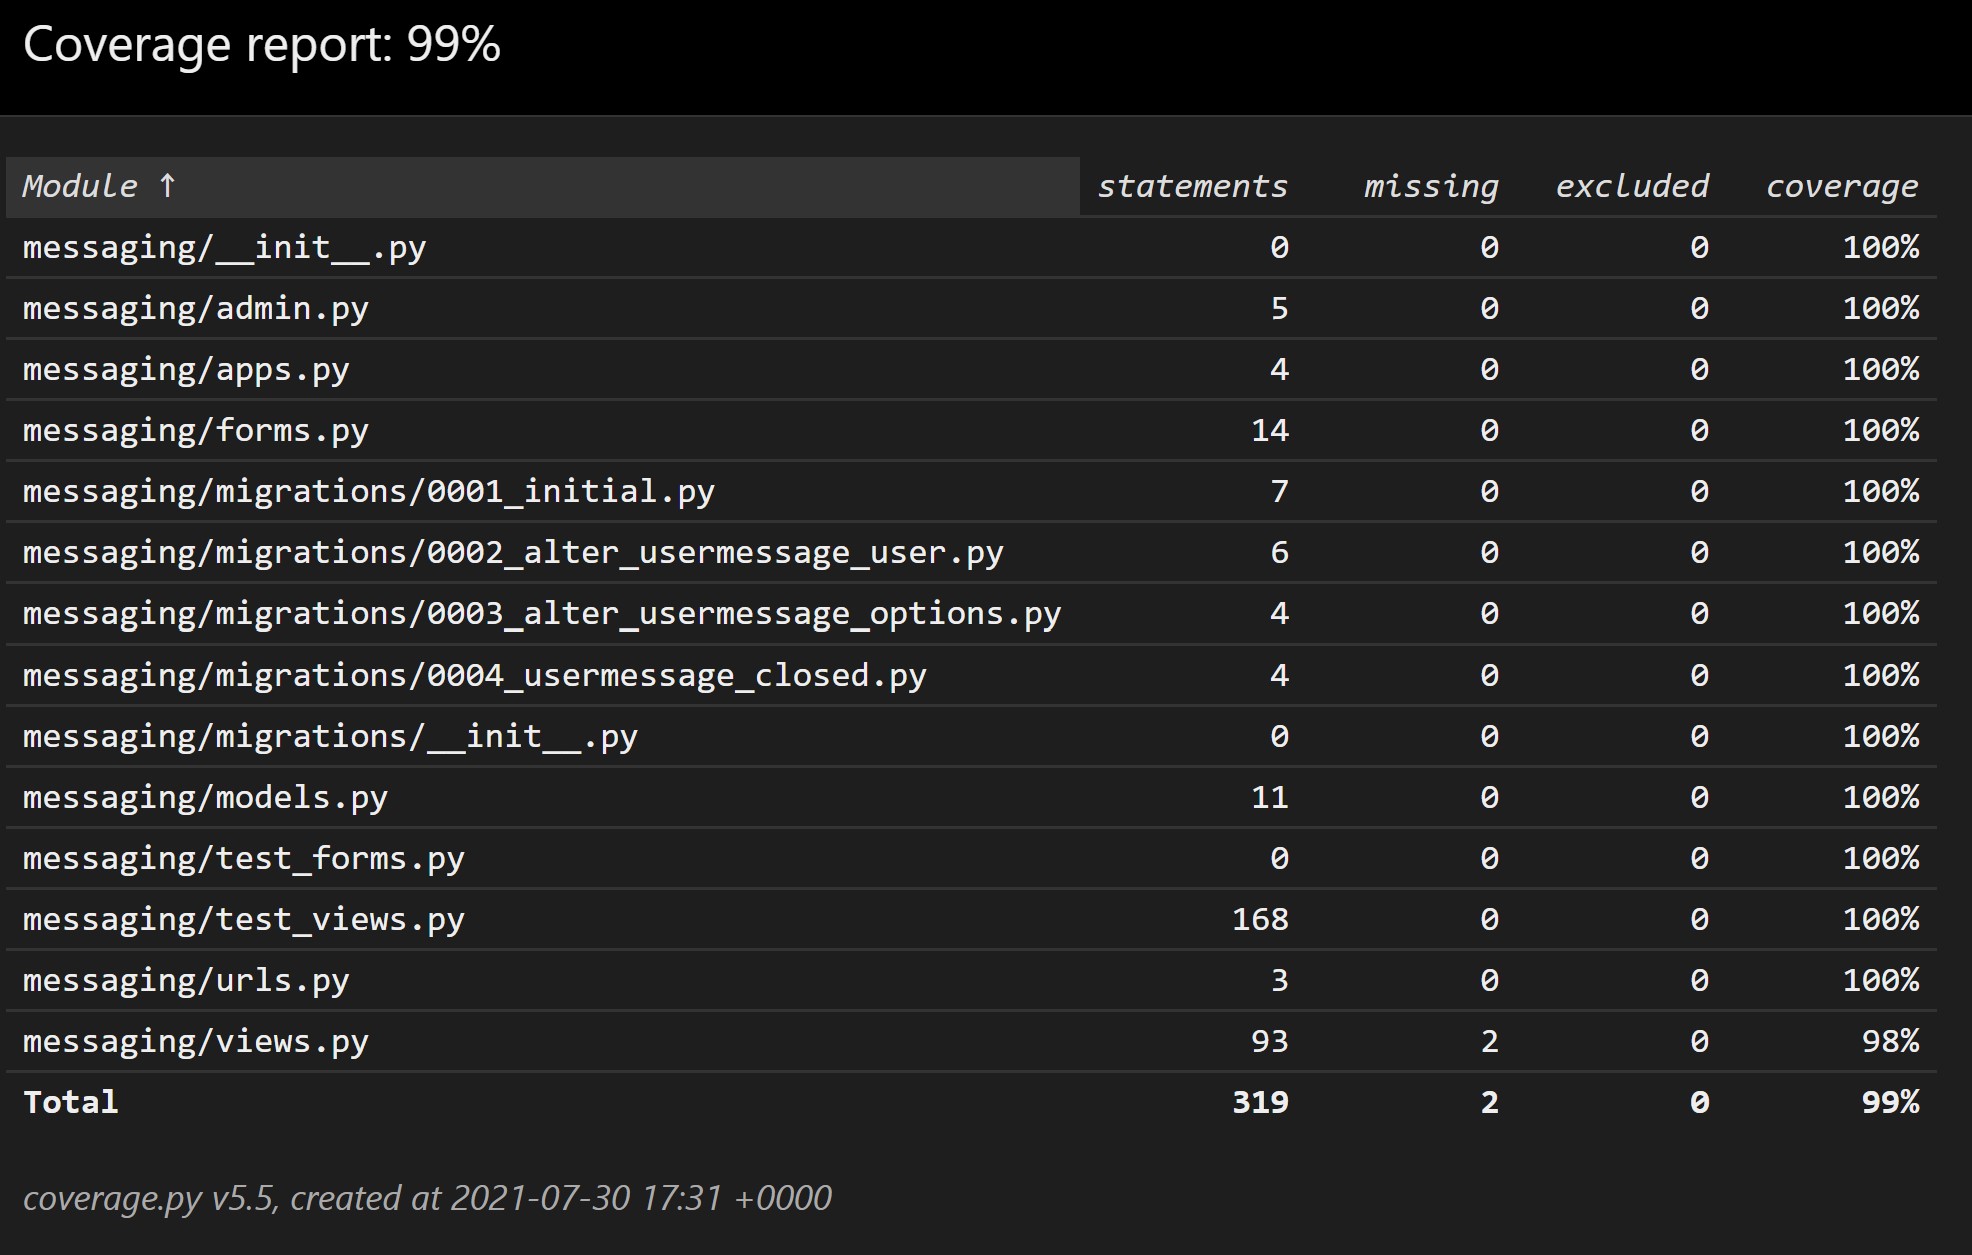 Coverage report: 99%
Module ↑ statements missing excluded coverage
messaging/__init__.py 0 0 0 100%
messaging/admin.py 5 0 0 100%
messaging/apps.py 4 0 0 100%
messaging/forms.py 14 0 0 100%
messaging/migrations/0001_initial.py 7 0 0 100%
messaging/migrations/0002_alter_usermessage_user.py 6 0 0 100%
messaging/migrations/0003_alter_usermessage_options.py 4 0 0 100%
messaging/migrations/0004_usermessage_closed.py 4 0 0 100%
messaging/migrations/__init__.py 0 0 0 100%
messaging/models.py 11 0 0 100%
messaging/test_forms.py 0 0 0 100%
messaging/test_views.py 168 0 0 100%
messaging/urls.py 3 0 0 100%
messaging/views.py 93 2 0 98%
Total 319 2 0 99%
coverage.py v5.5, created at 2021-07-30 17:31 +0000